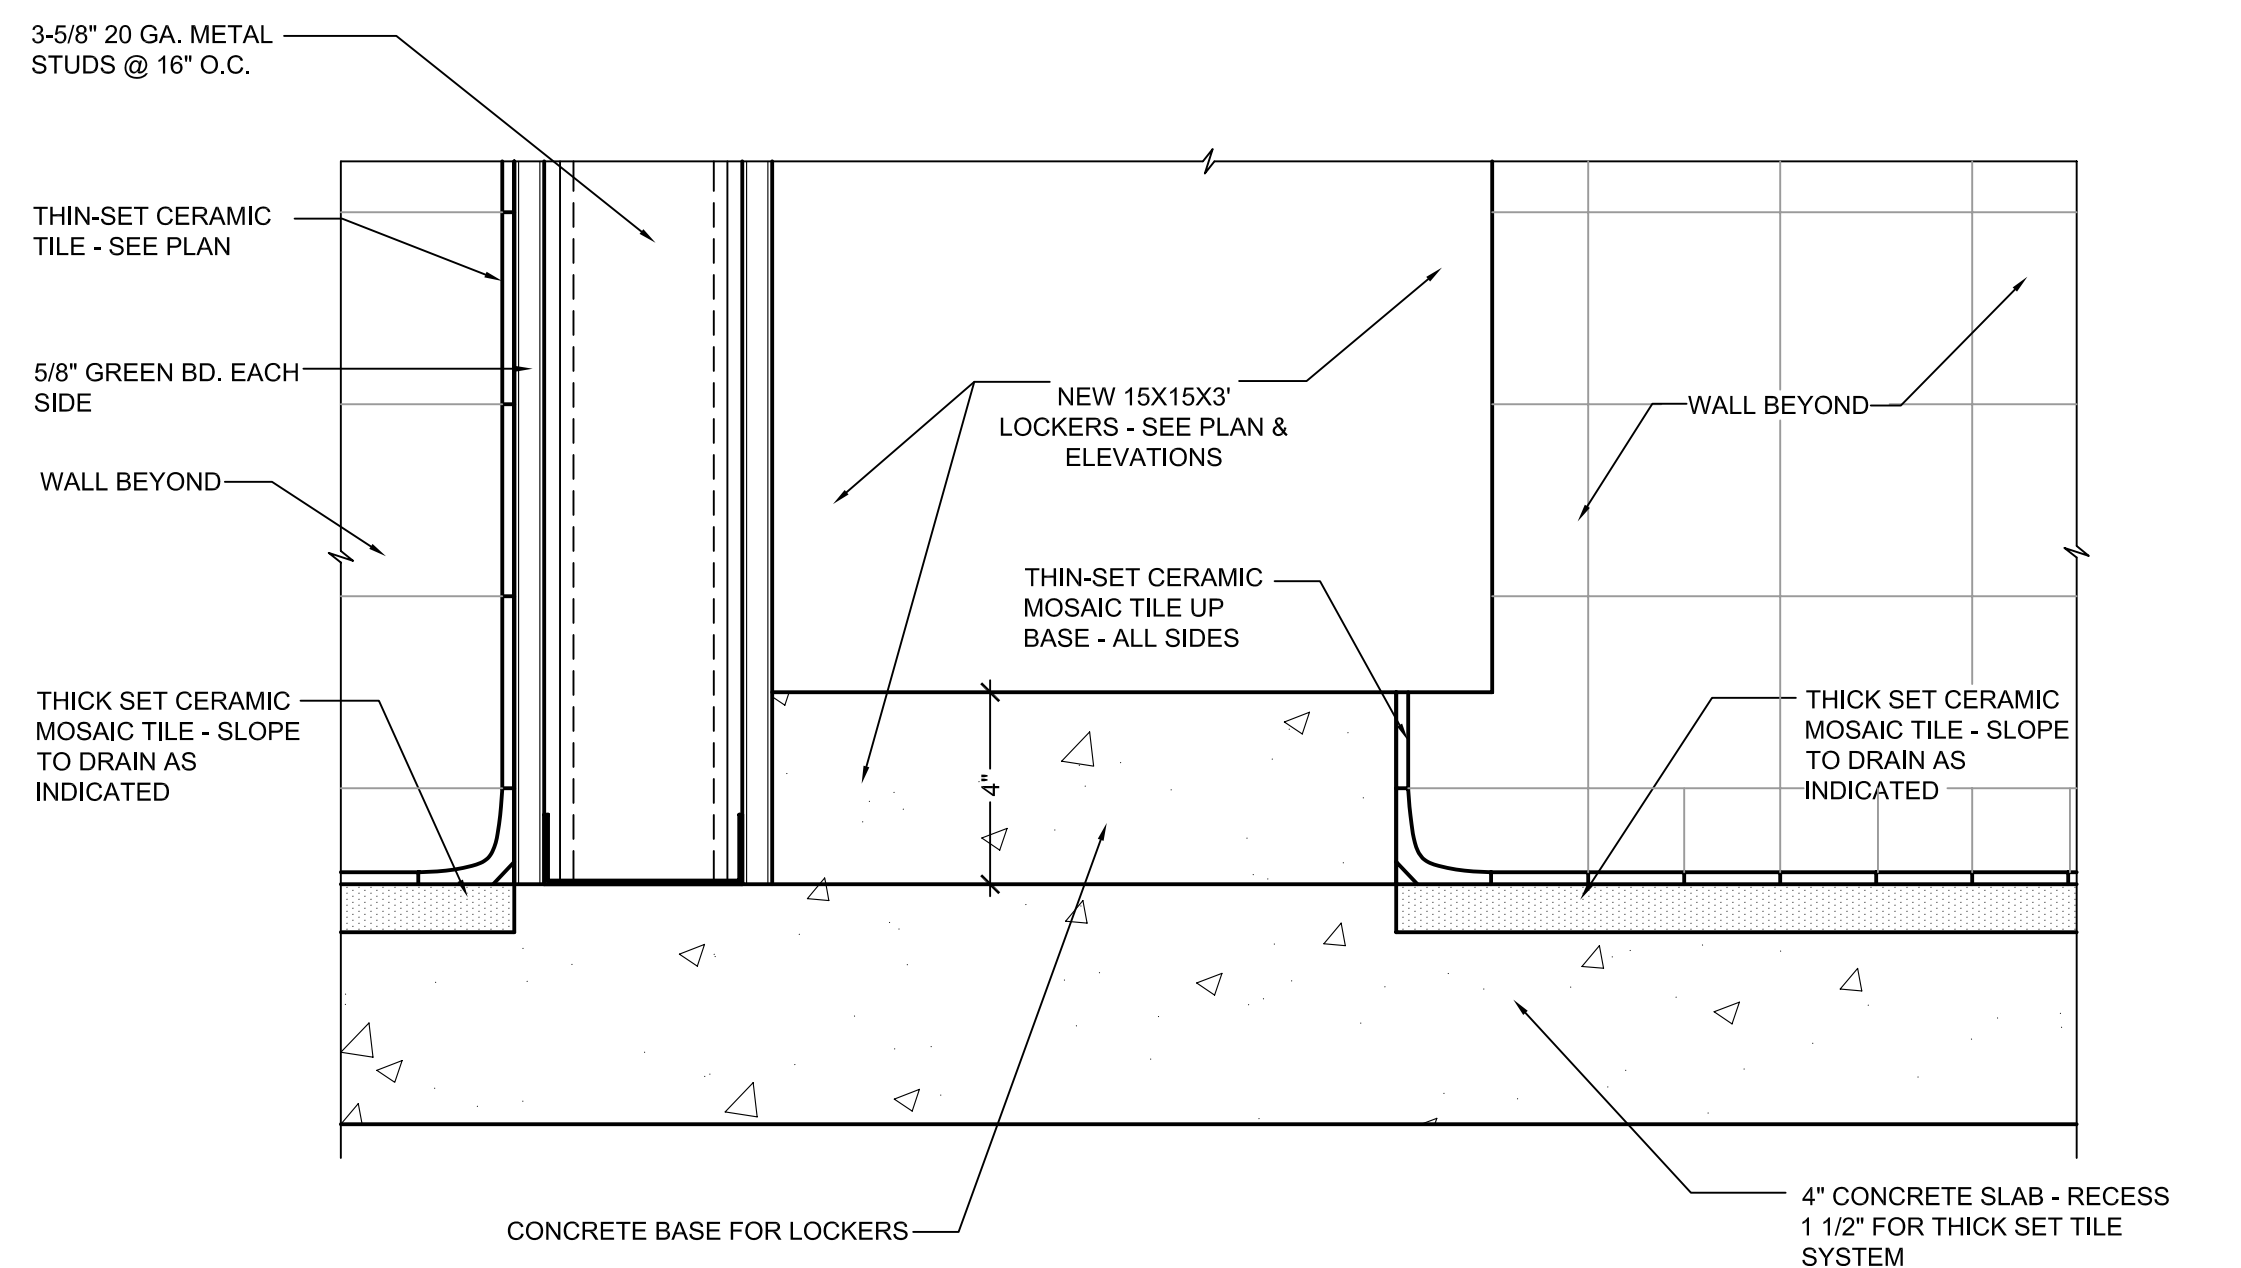 3-5/8" 20 GA. METAL
STUDS @ 16" O.C.
THIN-SET CERAMIC
TILE - SEE PLAN
5/8" GREEN BD. EACH
SIDE
WALL BEYOND
THICK SET CERAMIC
MOSAIC TILE - SLOPE
TO DRAIN AS
INDICATED
NEW 15X15X3'
LOCKERS - SEE PLAN &
ELEVATIONS
THIN-SET CERAMIC
MOSAIC TILE UP
BASE - ALL SIDES
4"
WALL BEYOND
THICK SET CERAMIC
MOSAIC TILE - SLOPE
TO DRAIN AS
INDICATED
CONCRETE BASE FOR LOCKERS
4" CONCRETE SLAB - RECESS
1 1/2" FOR THICK SET TILE
SYSTEM